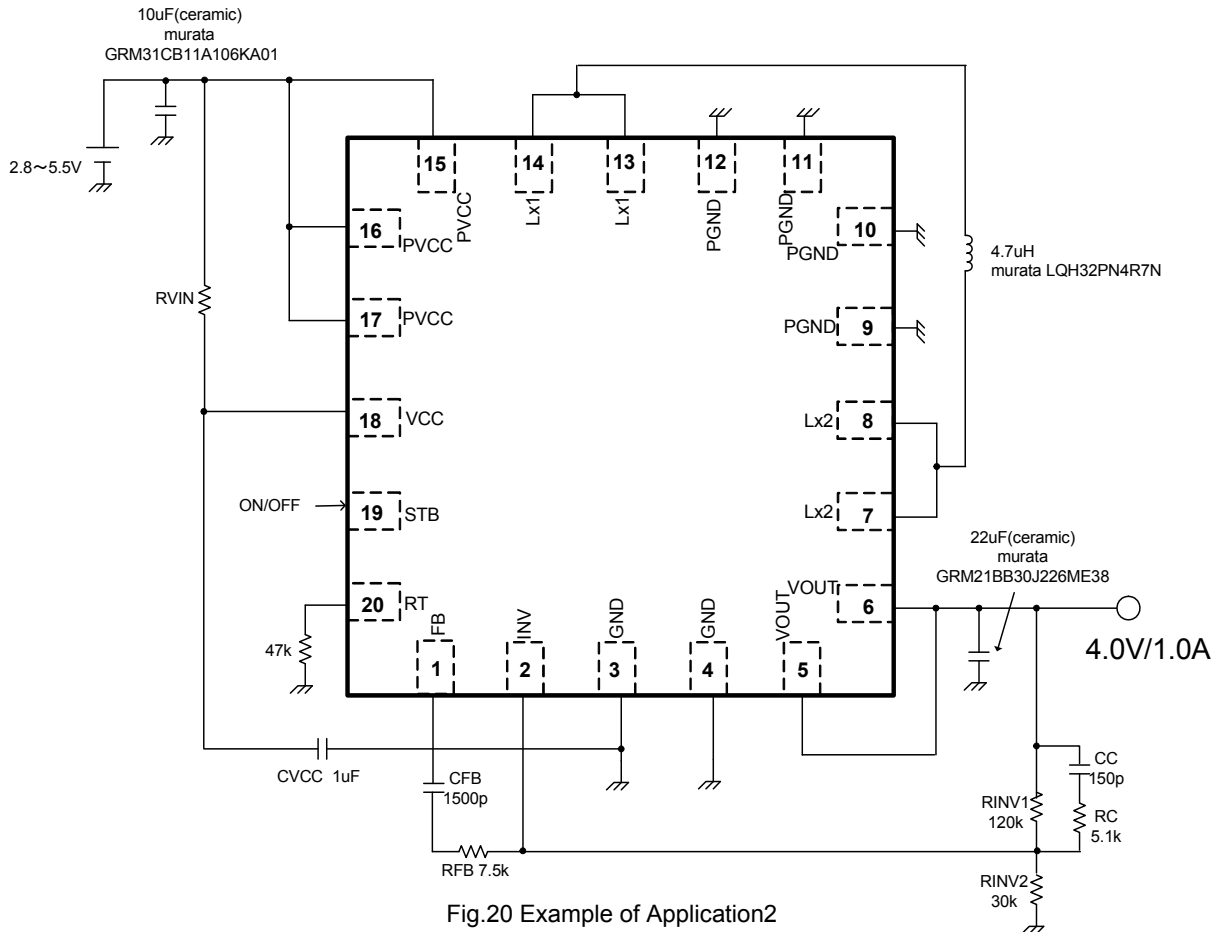 10uF(ceramic)
murata
GRM31CB11A106KA01
2.8～5.5V
15
PVCC
14
Lx1
13
Lx1
12
PGND
11
PGND
16
PVCC
10
PGND
4.7uH
murata LQH32PN4R7N
RVIN
17
PVCC
9
PGND
18
VCC
8
Lx2
ON/OFF
19
STB
7
Lx2
22uF(ceramic)
murata
GRM21BB30J226ME38
20
RT
6
VOUT
4.0V/1.0A
47k
1
FB
2
INV
3
GND
4
GND
5
VOUT
CVCC 1uF
CFB
1500p
CC
150p
RINV1
120k
RC
5.1k
RFB 7.5k
RINV2
30k
Fig.20 Example of Application2